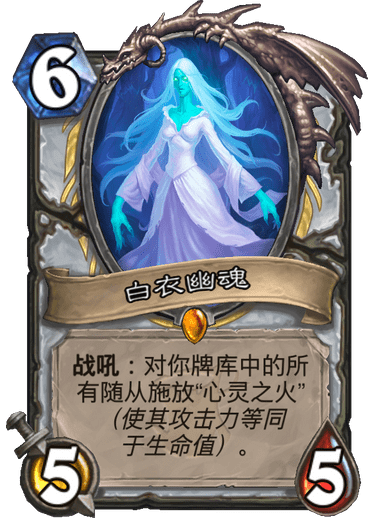 6
白衣幽魂
战吼：对你牌库中的所
有随从施放“心灵之火”
（使其攻击力等同
于生命值）。
5
5